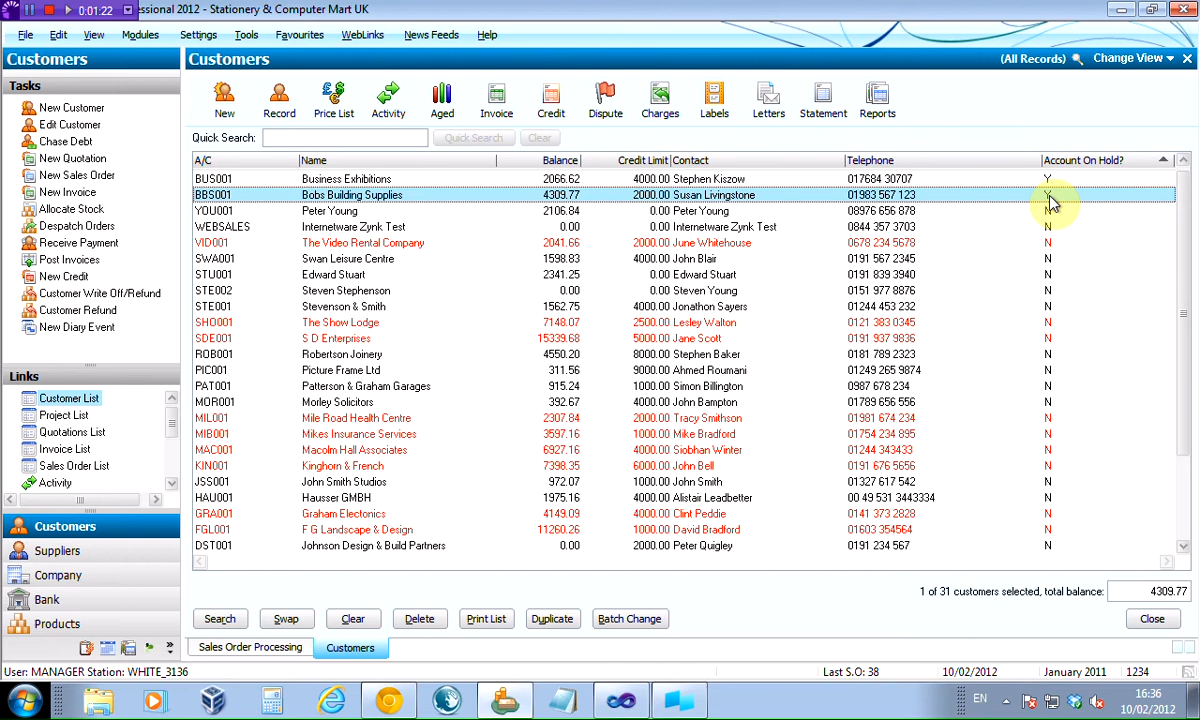 0:01:22 essional 2012 - Stationery & Computer Mart UK
File Edit View Modules Settings Tools Favourites WebLinks News Feeds Help
Customers
Tasks
New Customer
Edit Customer
Chase Debt
New Quotation
New Sales Order
New Invoice
Allocate Stock
Despatch Orders
Receive Payment
Post Invoices
New Credit
Customer Write Off/Refund
Customer Refund
New Diary Event
Links
Customer List
Project List
Quotations List
Invoice List
Sales Order List
Activity
Customers
Suppliers
Company
Bank
Products
Customers (All Records) Change View
New Record Price List Activity Aged Invoice Credit Dispute Charges Labels Letters Statement Reports
Quick Search: Quick Search Clear
A/C Name Balance Credit Limit Contact Telephone Account On Hold?
BUS001 Business Exhibitions 2066.62 4000.00 Stephen Kiszow 017684 30707 Y
BBS001 Bobs Building Supplies 4309.77 2000.00 Susan Livingstone 01983 567 123 Y
YOU001 Peter Young 2106.84 0.00 Peter Young 08976 656 878 N
WEBSALES Internetware Zynk Test 0.00 0.00 Internetware Zynk Test 0844 357 3703 N
VID001 The Video Rental Company 2041.66 2000.00 June Whitehouse 0678 234 5678 N
SWA001 Swan Leisure Centre 1598.83 4000.00 John Blair 0191 567 2345 N
STU001 Edward Stuart 2341.25 0.00 Edward Stuart 0191 839 3940 N
STE002 Steven Stephenson 0.00 0.00 Steven Young 0151 977 8876 N
STE001 Stevenson & Smith 1562.75 4000.00 Jonathon Sayers 01244 453 232 N
SHO001 The Show Lodge 7148.07 2500.00 Lesley Walton 0121 383 0345 N
SDE001 S D Enterprises 15339.68 5000.00 Jane Scott 0191 937 9836 N
ROB001 Robertson Joinery 4550.20 8000.00 Stephen Baker 0181 789 2323 N
PIC001 Picture Frame Ltd 311.56 9000.00 Ahmed Roumani 01249 265 9874 N
PAT001 Patterson & Graham Garages 915.24 1000.00 Simon Billington 0987 678 234 N
MOR001 Morley Solicitors 392.67 4000.00 John Bampton 01789 656 556 N
MIL001 Mile Road Health Centre 2307.84 2000.00 Tracy Smithson 01981 674 234 N
MIB001 Mikes Insurance Services 3597.16 1000.00 Mike Bradford 01754 234 895 N
MAC001 Macolm Hall Associates 6927.16 4000.00 Siobhan Winter 01244 343433 N
KIN001 Kinghorn & French 7398.35 6000.00 John Bell 0191 676 5656 N
JSS001 John Smith Studios 972.07 1000.00 John Smith 01327 617 542 N
HAU001 Hausser GMBH 1975.16 4000.00 Alistair Leadbetter 00 49 531 3443334 N
GRA001 Graham Electonics 4149.09 4000.00 Clint Peddie 0141 373 2828 N
FGL001 F G Landscape & Design 11260.26 1000.00 David Bradford 01603 354564 N
DST001 Johnson Design & Build Partners 0.00 2000.00 Peter Quigley 0191 234 567 N
1 of 31 customers selected, total balance: 4309.77
Search Swap Clear Delete Print List Duplicate Batch Change Close
Sales Order Processing Customers
User: MANAGER Station: WHITE_3136 Last S.O: 38 10/02/2012 January 2011 1234
EN 16:36
10/02/2012